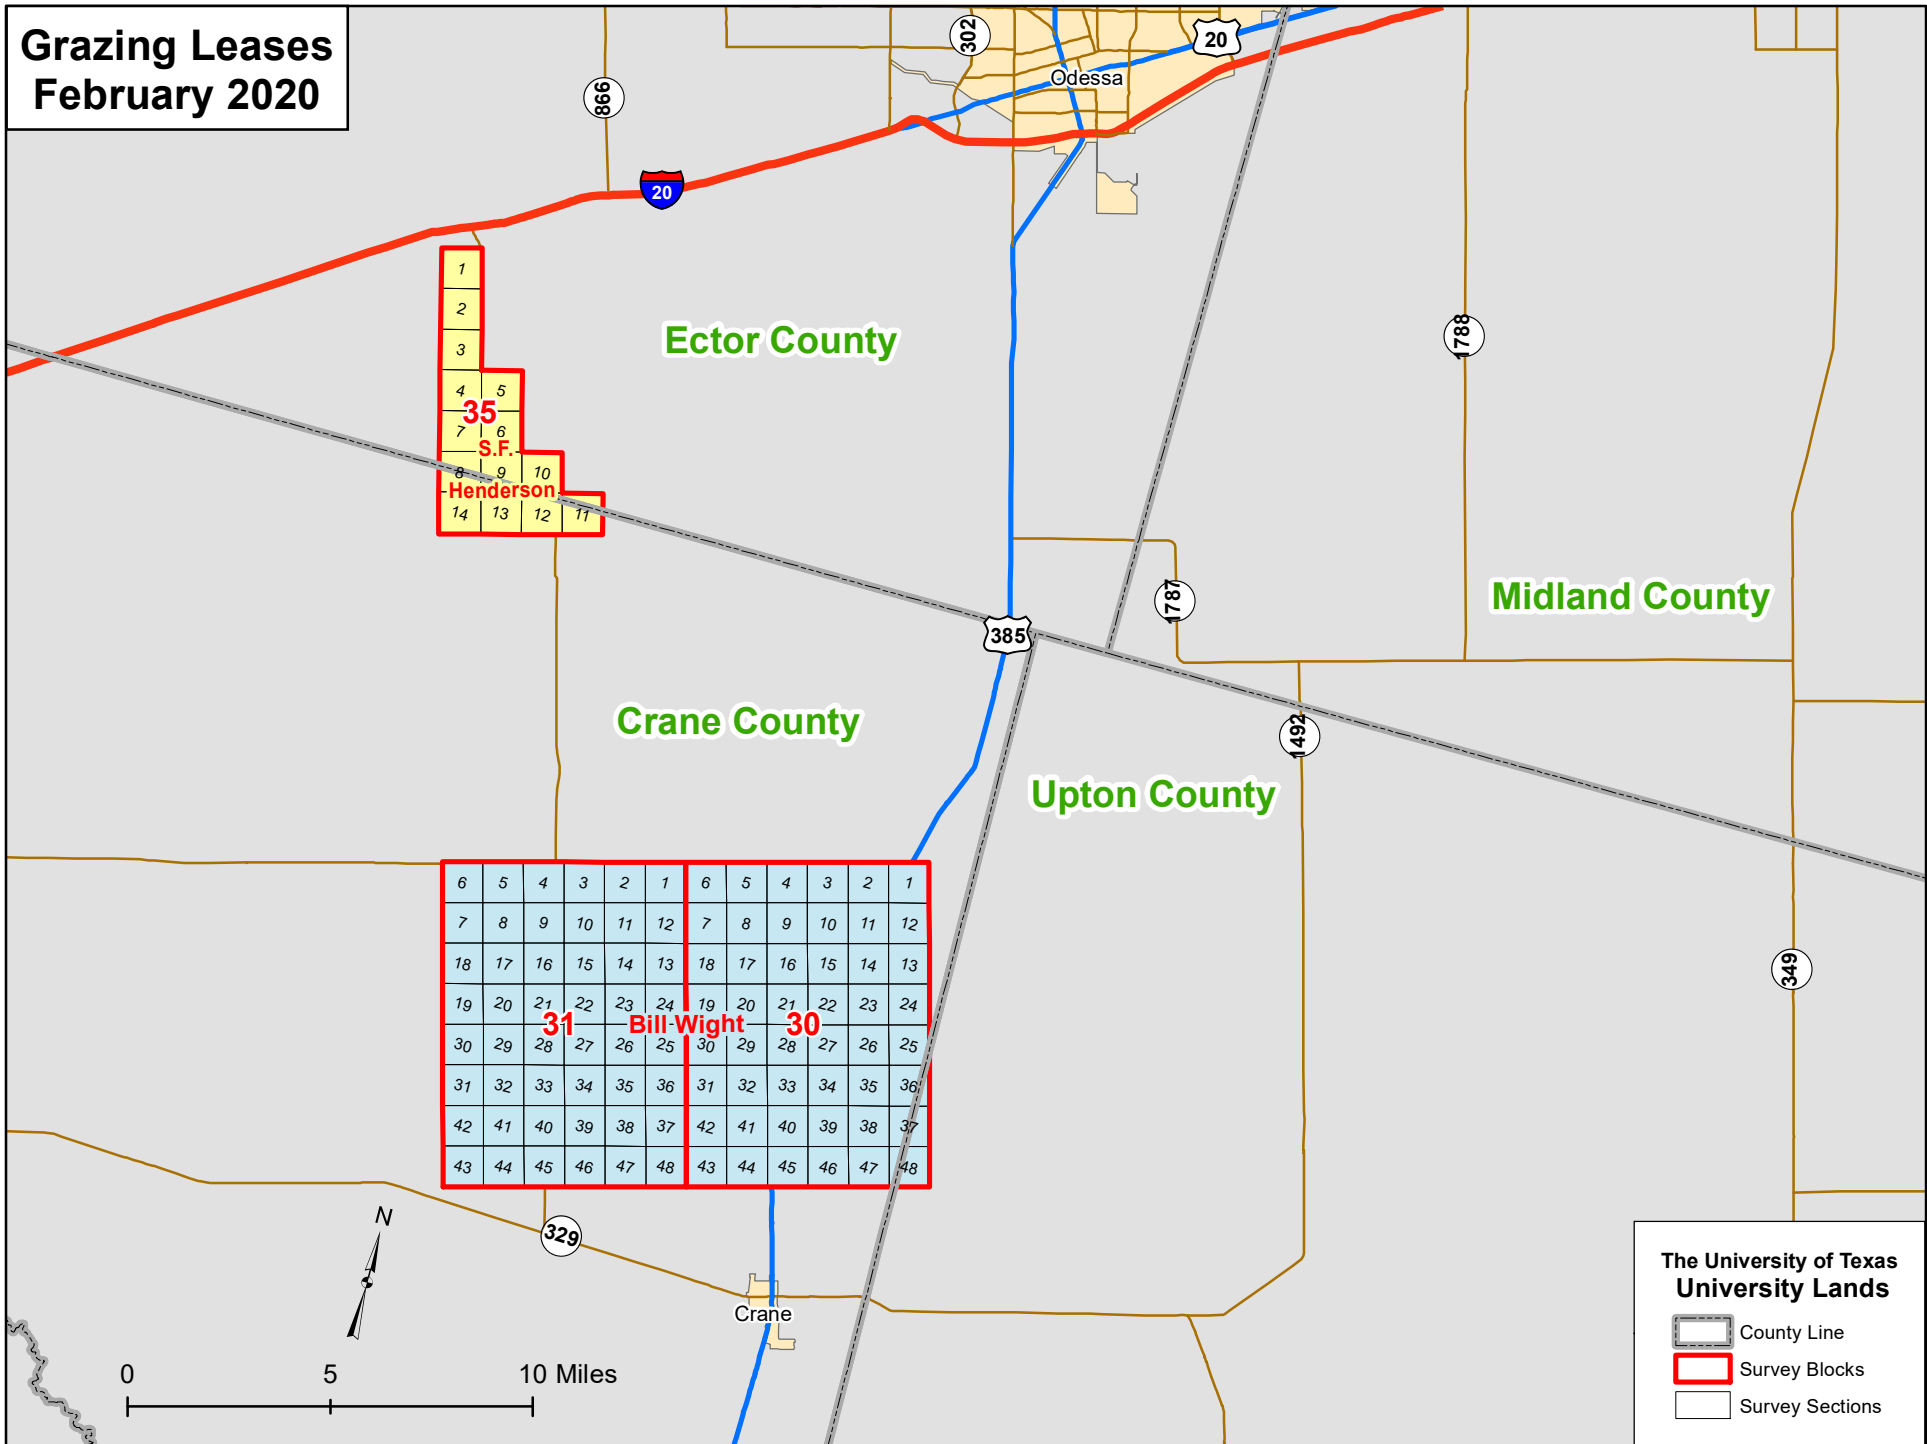 Grazing Leases
February 2020
302
20
Odessa
866
20
1
2
3
4 5
35
7 6
S.F.
8 9 10
Henderson
14 13 12 11
Ector County
1788
Midland County
1787
385
Crane County
1492
Upton County
349
6 5 4 3 2 1 6 5 4 3 2 1
7 8 9 10 11 12 7 8 9 10 11 12
18 17 16 15 14 13 18 17 16 15 14 13
19 20 21 22 23 24 19 20 21 22 23 24
31 Bill Wight 30
30 29 28 27 26 25 30 29 28 27 26 25
31 32 33 34 35 36 31 32 33 34 35 36
42 41 40 39 38 37 42 41 40 39 38 37
43 44 45 46 47 48 43 44 45 46 47 48
329
N
Crane
0 5 10 Miles
The University of Texas
University Lands
County Line
Survey Blocks
Survey Sections